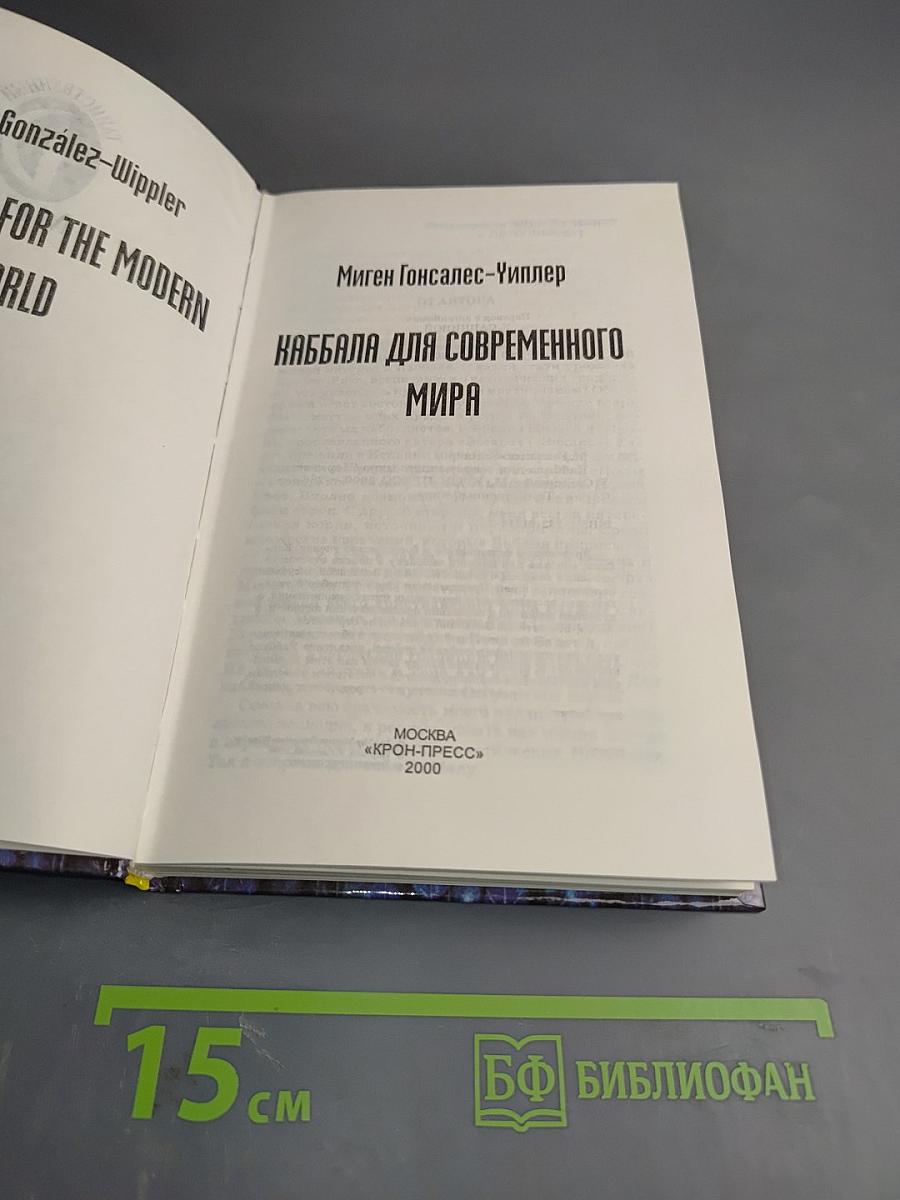 González-Wippler
FOR THE MODERN
ORLD
Миген Гонсалес-Уиплер
КАББАЛА ДЛЯ СОВРЕМЕННОГО
МИРА
МОСКВА
«КРОН-ПРЕСС»
2000
15 см
БФ БИБЛИОФАН